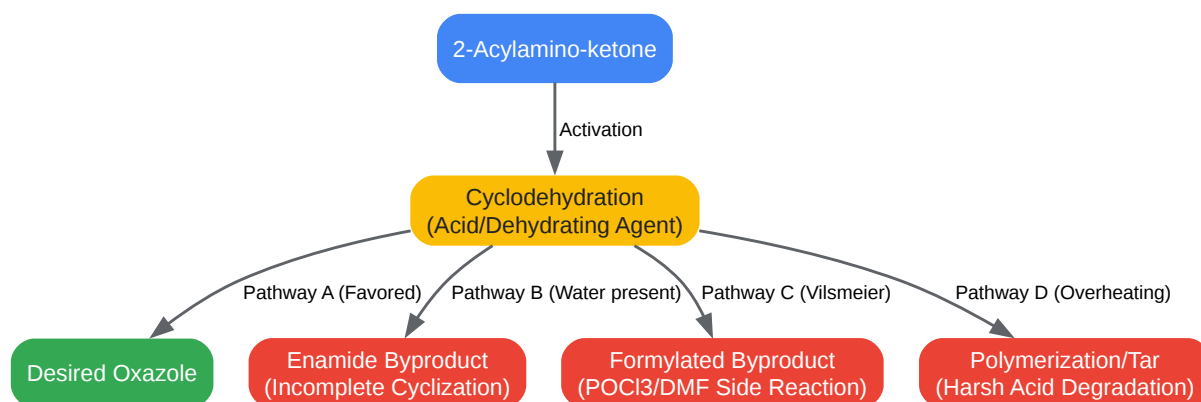 2-Acylamino-ketone
Activation
Cyclodehydration
(Acid/Dehydrating Agent)
Pathway A (Favored)
Pathway B (Water present)
Pathway C (Vilsmeier)
Pathway D (Overheating)
Desired Oxazole
Enamide Byproduct
(Incomplete Cyclization)
Formylated Byproduct
(POCl3/DMF Side Reaction)
Polymerization/Tar
(Harsh Acid Degradation)